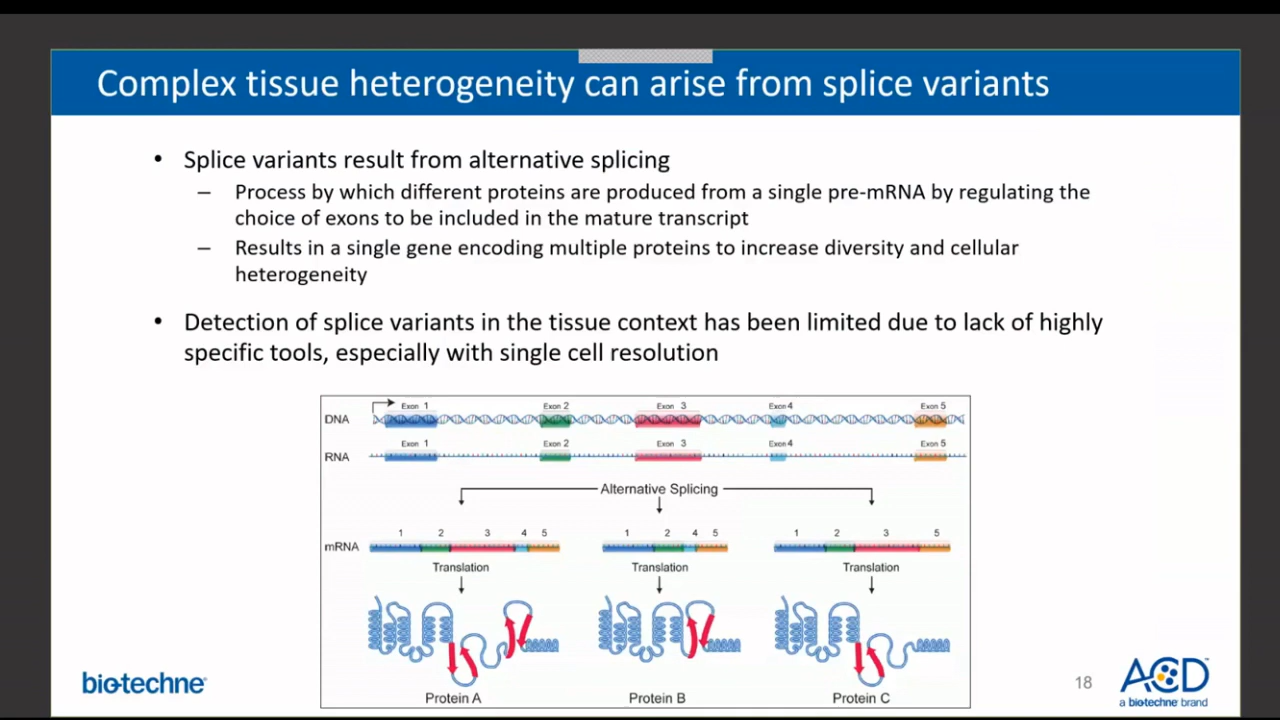 Complex tissue heterogeneity can arise from splice variants
• Splice variants result from alternative splicing
– Process by which different proteins are produced from a single pre-mRNA by regulating the
choice of exons to be included in the mature transcript
– Results in a single gene encoding multiple proteins to increase diversity and cellular
heterogeneity
• Detection of splice variants in the tissue context has been limited due to lack of highly
specific tools, especially with single cell resolution
Exon 1 Exon 2 Exon 3 Exon 4 Exon 5
DNA
Exon 1 Exon 2 Exon 3 Exon 4 Exon 5
RNA
Alternative Splicing
1 2 3 4 5 1 2 4 5 1 2 3 5
mRNA
Translation Translation Translation
Protein A Protein B Protein C
bio-techne®
18
ACD™
a bio-techne brand